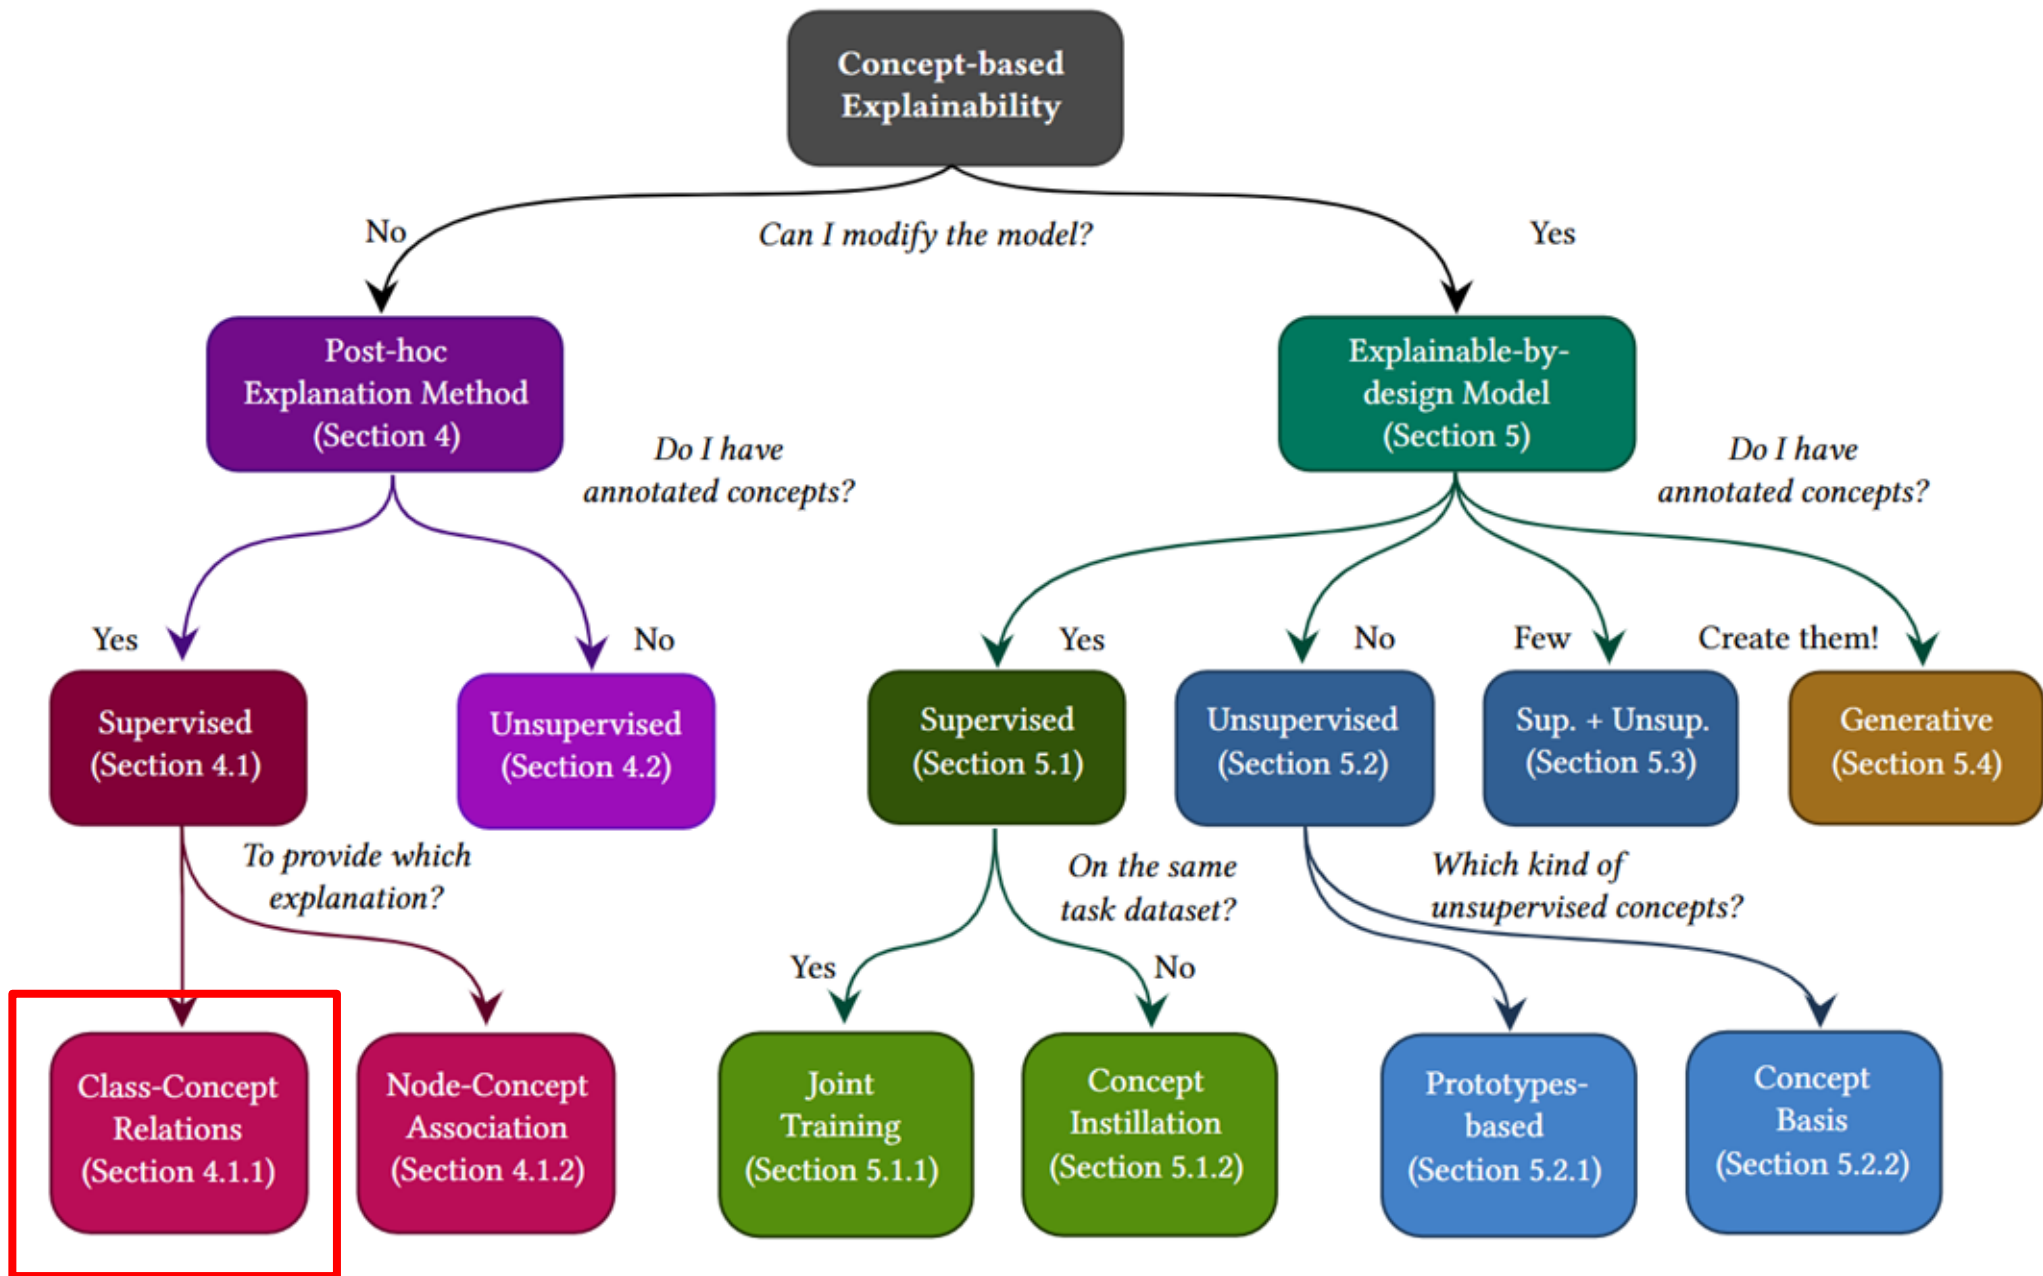 Concept-based
Explainability
No
Can I modify the model?
Yes
Post-hoc
Explanation Method
(Section 4)
Explainable-by-
design Model
(Section 5)
Do I have
annotated concepts?
Do I have
annotated concepts?
Yes
No
Yes
No
Few
Create them!
Supervised
(Section 4.1)
Unsupervised
(Section 4.2)
Supervised
(Section 5.1)
Unsupervised
(Section 5.2)
Sup. + Unsup.
(Section 5.3)
Generative
(Section 5.4)
To provide which
explanation?
On the same
task dataset?
Which kind of
unsupervised concepts?
Yes
No
Class-Concept
Relations
(Section 4.1.1)
Node-Concept
Association
(Section 4.1.2)
Joint
Training
(Section 5.1.1)
Concept
Instillation
(Section 5.1.2)
Prototypes-
based
(Section 5.2.1)
Concept
Basis
(Section 5.2.2)